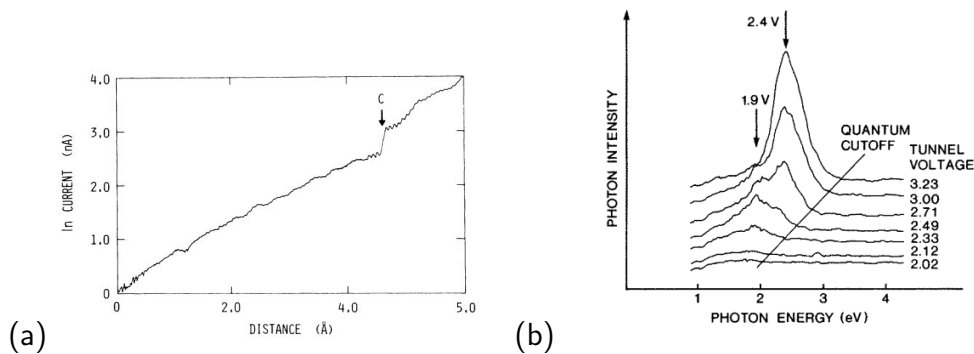 (a)
4.0
3.0
2.0
1.0
0
ln CURRENT (nA)
C
0
2.0
4.0
5.0
DISTANCE (Å)
(b)
PHOTON INTENSITY
2.4 V
1.9 V
QUANTUM
CUTOFF
TUNNEL
VOLTAGE
3.23
3.00
2.71
2.49
2.33
2.12
2.02
1
2
3
4
PHOTON ENERGY (eV)